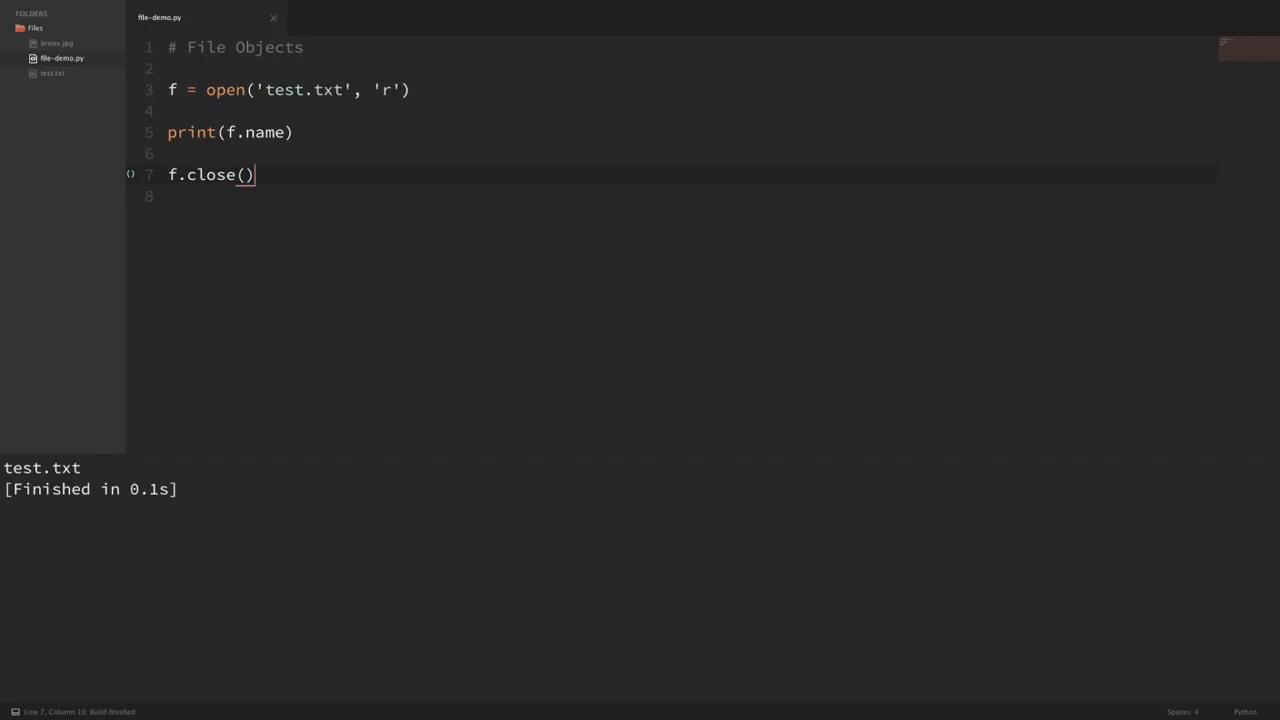 FOLDERS
Files
bronx.jpg
file-demo.py
test.txt
file-demo.py
1 # File Objects
2
3 f = open('test.txt', 'r')
4
5 print(f.name)
6
7 f.close()
8
test.txt
[Finished in 0.1s]
Line 7, Column 10; Build finished
Spaces: 4
Python